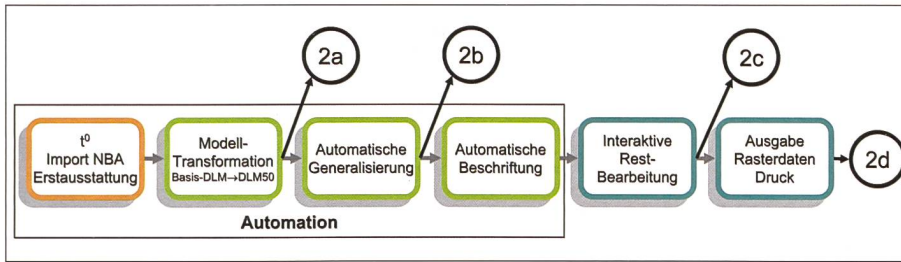 2a
2b
2c
t⁰
Import NBA
Erstausstattung
Modell-
Transformation
Basis-DLM→DLM50
Automatische
Generalisierung
Automatische
Beschriftung
Interaktive
Rest-
Bearbeitung
Ausgabe
Rasterdaten
Druck
2d
Automation